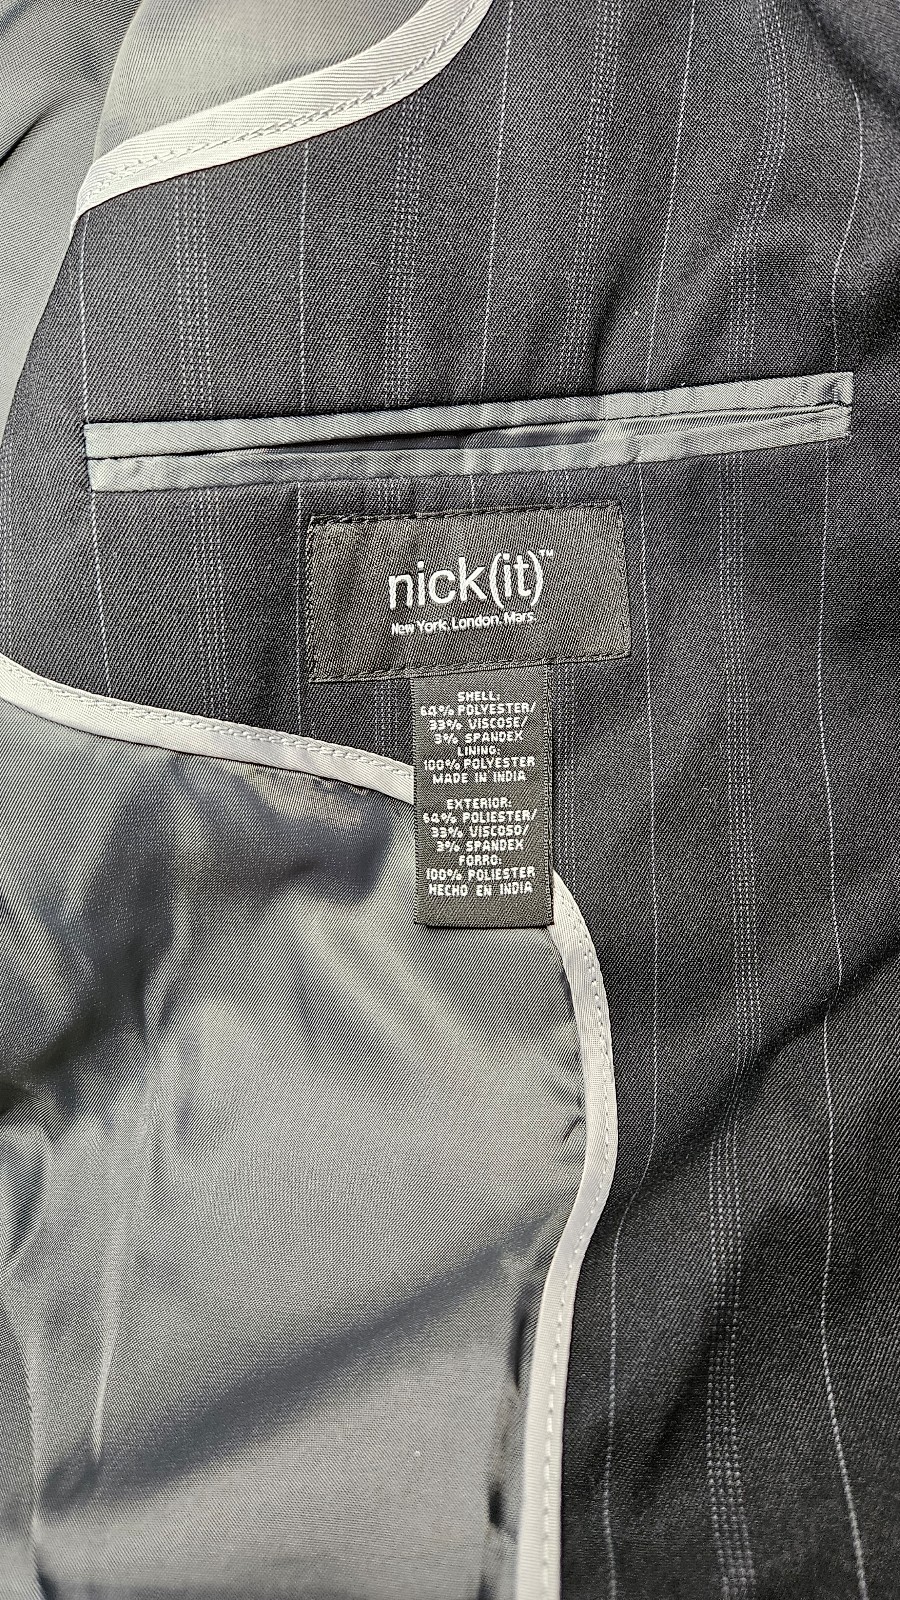 nick(it)™
New York. London. Mars.
SHELL:
64% POLYESTER/
33% VISCOSE/
3% SPANDEX
LINING:
100% POLYESTER
MADE IN INDIA
EXTERIOR:
64% POLIESTER/
33% VISCOSO/
3% SPANDEX
FORRO:
100% POLIESTER
HECHO EN INDIA